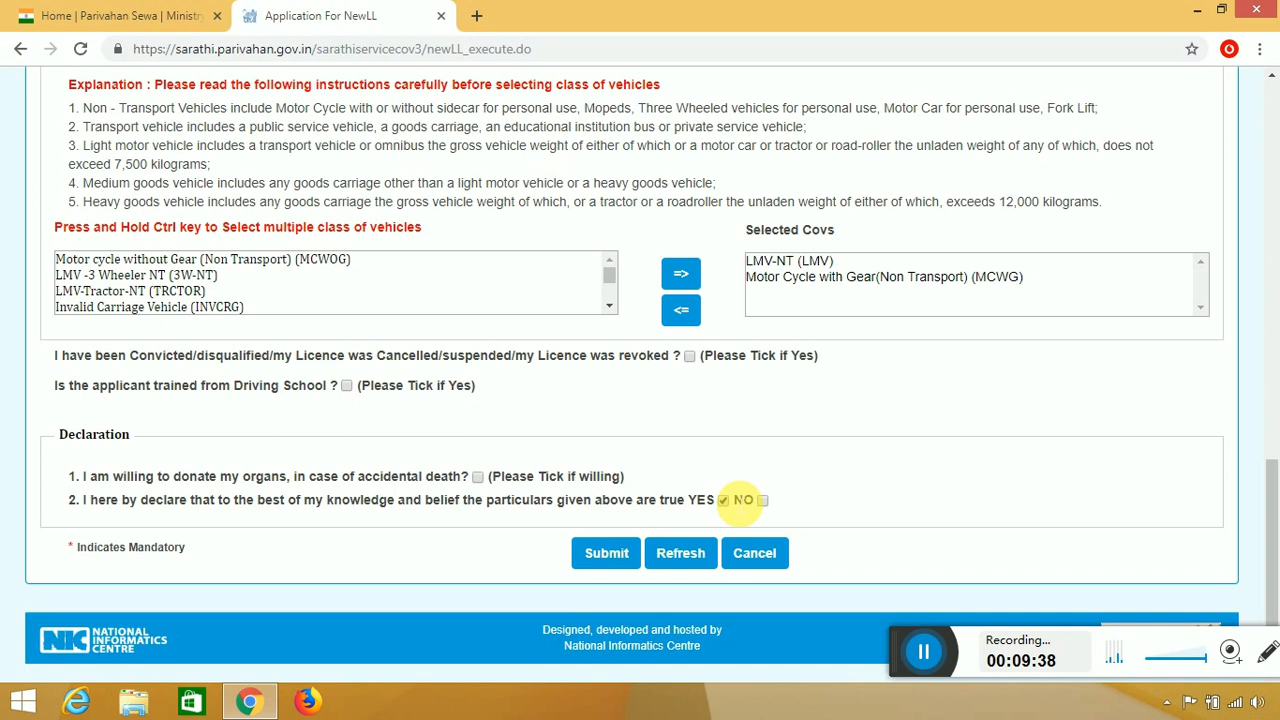 Home | Parivahan Sewa | Ministry
Application For NewLL
https://sarathi.parivahan.gov.in/sarathiservicecov3/newLL_execute.do
Explanation : Please read the following instructions carefully before selecting class of vehicles
1. Non - Transport Vehicles include Motor Cycle with or without sidecar for personal use, Mopeds, Three Wheeled vehicles for personal use, Motor Car for personal use, Fork Lift;
2. Transport vehicle includes a public service vehicle, a goods carriage, an educational institution bus or private service vehicle;
3. Light motor vehicle includes a transport vehicle or omnibus the gross vehicle weight of either of which or a motor car or tractor or road-roller the unladen weight of any of which, does not
exceed 7,500 kilograms;
4. Medium goods vehicle includes any goods carriage other than a light motor vehicle or a heavy goods vehicle;
5. Heavy goods vehicle includes any goods carriage the gross vehicle weight of which, or a tractor or a roadroller the unladen weight of either of which, exceeds 12,000 kilograms.
Press and Hold Ctrl key to Select multiple class of vehicles
Selected Covs
Motor cycle without Gear (Non Transport) (MCWOG)
LMV -3 Wheeler NT (3W-NT)
LMV-Tractor-NT (TRCTOR)
Invalid Carriage Vehicle (INVCRG)
=>
<=
LMV-NT (LMV)
Motor Cycle with Gear(Non Transport) (MCWG)
I have been Convicted/disqualified/my Licence was Cancelled/suspended/my Licence was revoked ? (Please Tick if Yes)
Is the applicant trained from Driving School ? (Please Tick if Yes)
Declaration
1. I am willing to donate my organs, in case of accidental death? (Please Tick if willing)
2. I here by declare that to the best of my knowledge and belief the particulars given above are true YES NO
* Indicates Mandatory
Submit Refresh Cancel
NIC NATIONAL INFORMATICS CENTRE
Designed, developed and hosted by
National Informatics Centre
Recording...
00:09:38